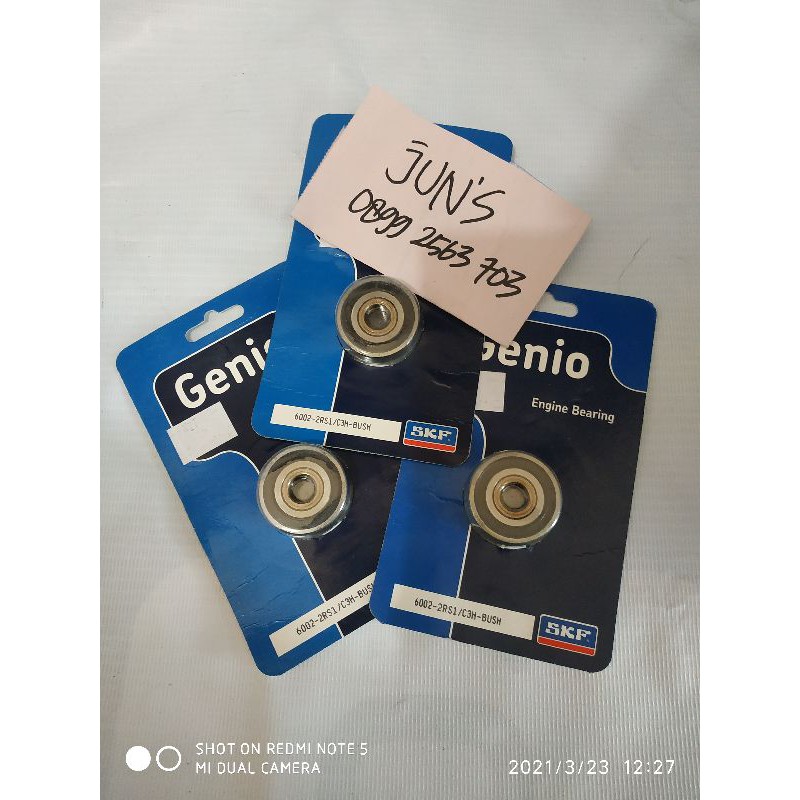 JUN'S
0899 2563 703
Genio
6002-2RS1/C3H-BUSH
SKF
Genio
Engine Bearing
6002-2RS1/C3H-BUSH
6002-2RS1/C3H-BUSH
SKF
SHOT ON REDMI NOTE 5
MI DUAL CAMERA
2021/3/23 12:27